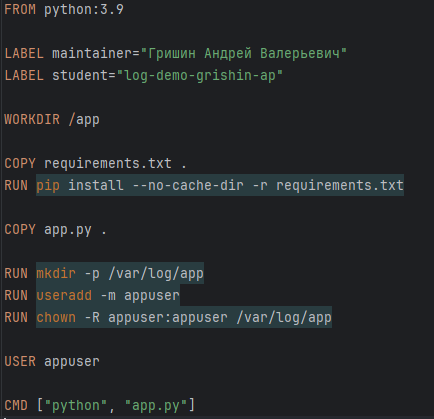 FROM python:3.9
LABEL maintainer="Гришин Андрей Валерьевич"
LABEL student="log-demo-grishin-ap"
WORKDIR /app
COPY requirements.txt .
RUN pip install --no-cache-dir -r requirements.txt
COPY app.py .
RUN mkdir -p /var/log/app
RUN useradd -m appuser
RUN chown -R appuser:appuser /var/log/app
USER appuser
CMD ["python", "app.py"]